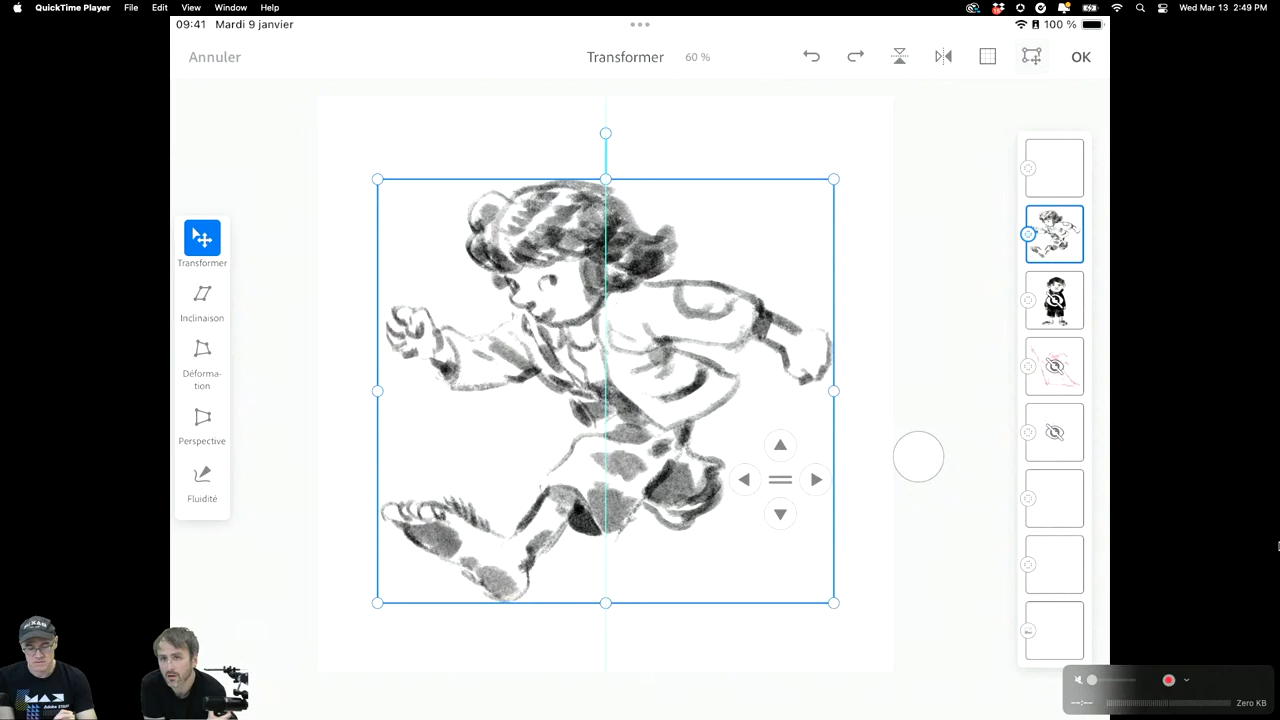 QuickTime Player File Edit View Window Help
Wed Mar 13 2:49 PM
09:41 Mardi 9 janvier
100 %
Annuler
Transformer 60 %
OK
Transformer
Inclinaison
Déforma-
tion
Perspective
Fluidité
MAX
--:--
Zero KB